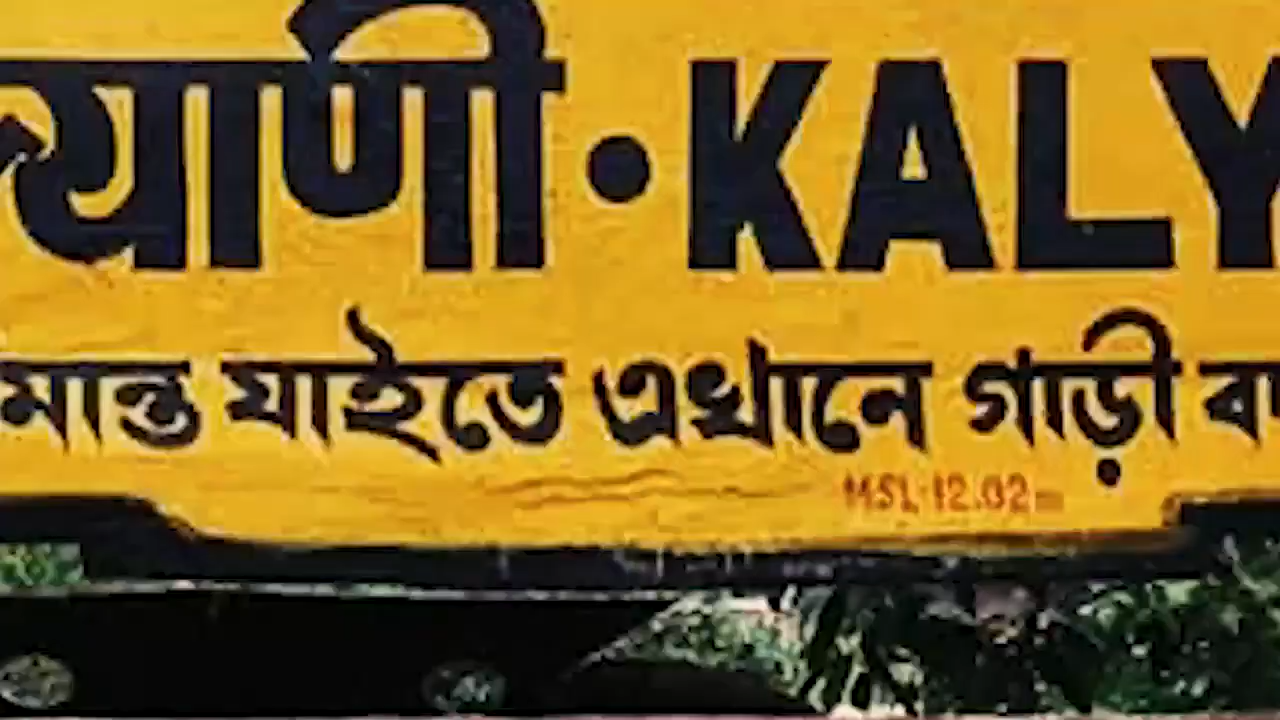 याणी • KALY
মান্ত যাইতে এখানে গাড়ী ব
MSL-12.02m